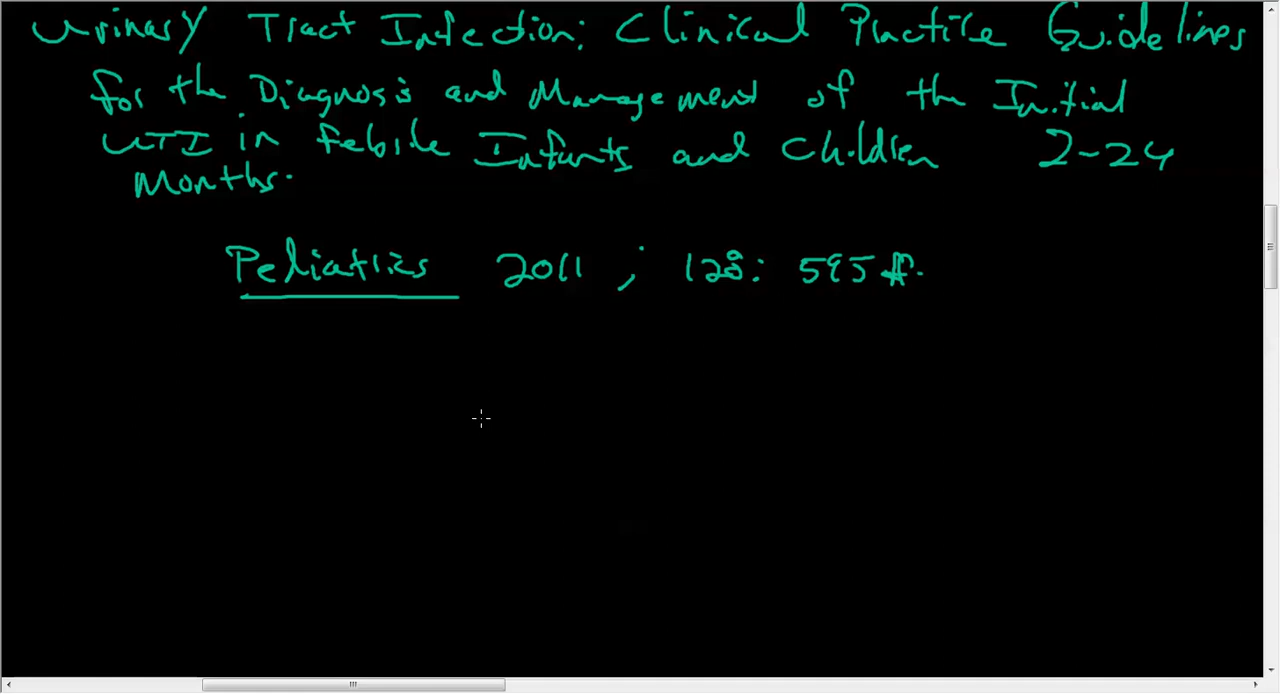 Urinary Tract Infection: Clinical Practice Guidelines
for the Diagnosis and Management of the Initial
UTI in Febrile Infants and Children 2-24
Months.
Pediatrics 2011 ; 128: 595 ff.